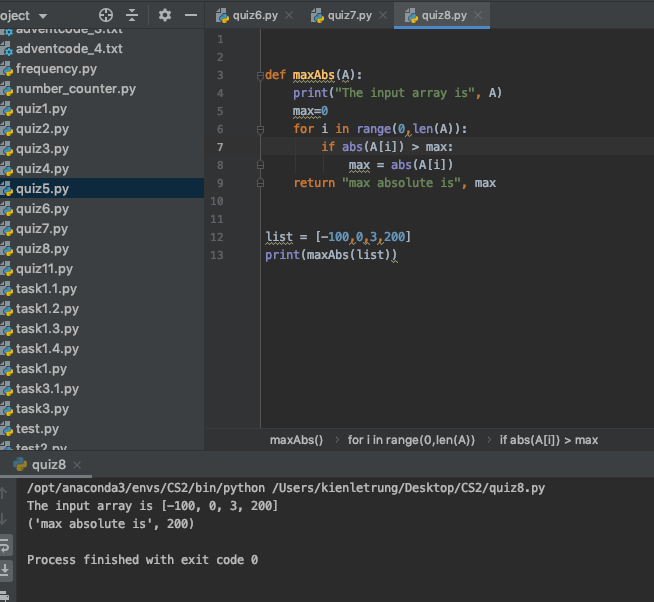 oject
quiz6.py
quiz7.py
quiz8.py
adventcode_3.txt
adventcode_4.txt
frequency.py
number_counter.py
quiz1.py
quiz2.py
quiz3.py
quiz4.py
quiz5.py
quiz6.py
quiz7.py
quiz8.py
quiz11.py
task1.1.py
task1.2.py
task1.3.py
task1.4.py
task1.py
task3.1.py
task3.py
test.py
test2.py
1
2
3 def maxAbs(A):
4 print("The input array is", A)
5 max=0
6 for i in range(0,len(A)):
7 if abs(A[i]) > max:
8 max = abs(A[i])
9 return "max absolute is", max
10
11
12 list = [-100,0,3,200]
13 print(maxAbs(list))
maxAbs() › for i in range(0,len(A)) › if abs(A[i]) > max
quiz8
/opt/anaconda3/envs/CS2/bin/python /Users/kienletrung/Desktop/CS2/quiz8.py
The input array is [-100, 0, 3, 200]
('max absolute is', 200)
Process finished with exit code 0